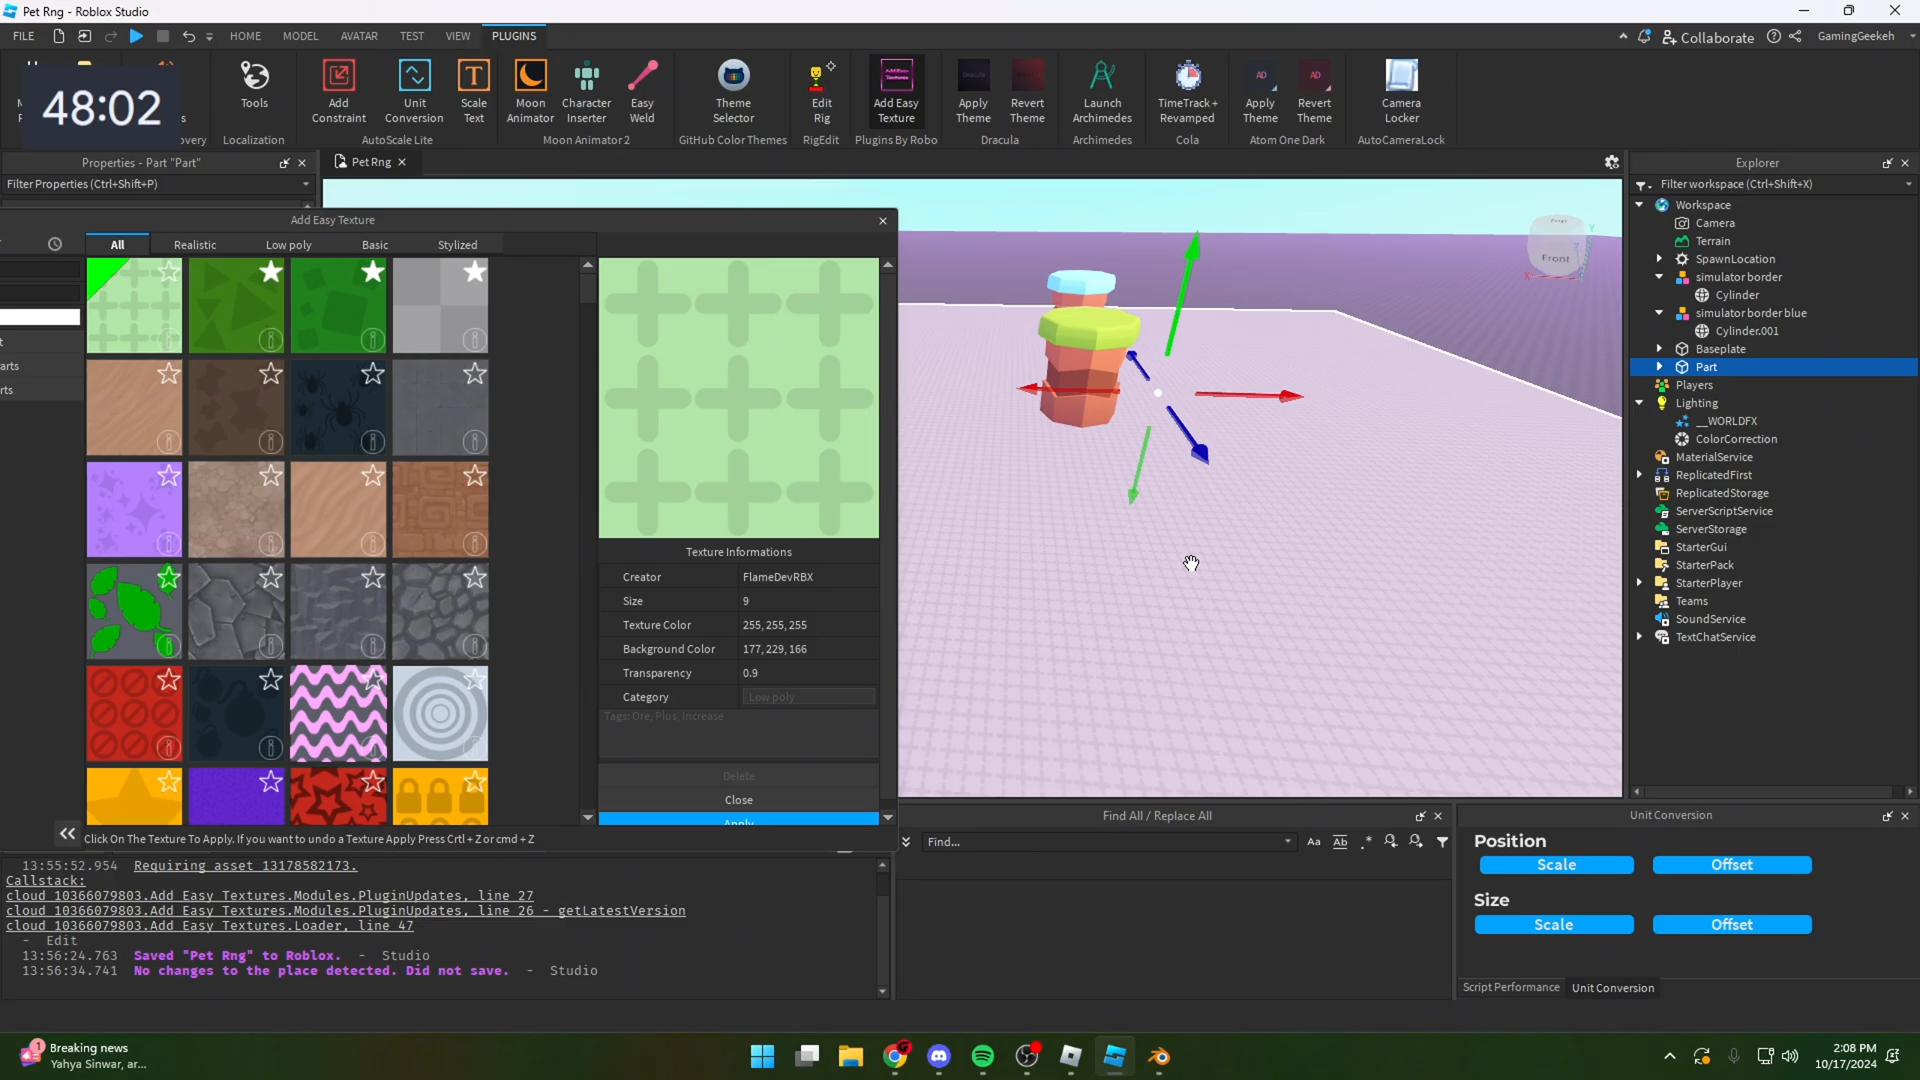 Pet Rng - Roblox Studio
FILE
HOME
MODEL
AVATAR
TEST
VIEW
PLUGINS
Collaborate
GamingGeekeh
48:02
Tools
Add Constraint
Unit Conversion
Scale Text
Moon Animator
Character Inserter
Easy Weld
Theme Selector
Edit Rig
Add Easy Texture
Apply Theme
Revert Theme
Launch Archimedes
TimeTrack+ Revamped
Apply Theme
Revert Theme
Camera Locker
overy
Localization
AutoScale Lite
Moon Animator 2
GitHub Color Themes
RigEdit
Plugins By Robo
Dracula
Archimedes
Cola
Atom One Dark
AutoCameraLock
Properties - Part "Part"
Pet Rng
Explorer
Filter Properties (Ctrl+Shift+P)
Filter workspace (Ctrl+Shift+X)
Add Easy Texture
All
Realistic
Low poly
Basic
Stylized
t
arts
rts
Texture Informations
Creator FlameDevRBX
Size 9
Texture Color 255, 255, 255
Background Color 177, 229, 166
Transparency 0.9
Category Low poly
Tags: Ore, Plus, Increase
Delete
Close
Apply
Click On The Texture To Apply. If you want to undo a Texture Apply Press Crtl + Z or cmd + Z
Front
X
Y
Z
Workspace
Camera
Terrain
SpawnLocation
simulator border
Cylinder
simulator border blue
Cylinder.001
Baseplate
Part
Players
Lighting
__WORLDFX
ColorCorrection
MaterialService
ReplicatedFirst
ReplicatedStorage
ServerScriptService
ServerStorage
StarterGui
StarterPack
StarterPlayer
Teams
SoundService
TextChatService
13:55:52.954 Requiring asset 13178582173.
Callstack:
cloud_10366079803.Add Easy Textures.Modules.PluginUpdates, line 27
cloud_10366079803.Add Easy Textures.Modules.PluginUpdates, line 26 - getLatestVersion
cloud_10366079803.Add Easy Textures.Loader, line 47
- Edit
13:56:24.763 Saved "Pet Rng" to Roblox. - Studio
13:56:34.741 No changes to the place detected. Did not save. - Studio
Find All / Replace All
Find...
Aa
Ab
.*
Unit Conversion
Position
Scale
Offset
Size
Scale
Offset
Script Performance
Unit Conversion
1
Breaking news
Yahya Sinwar, ar...
2:08 PM
10/17/2024